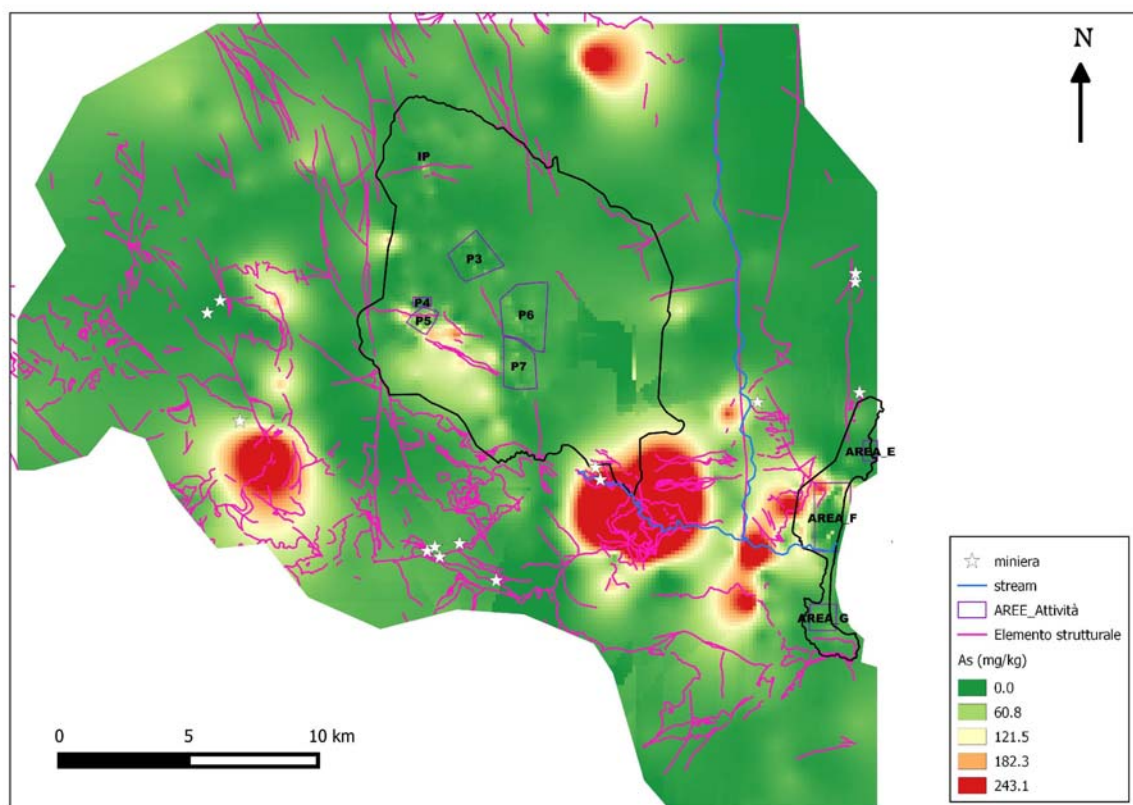 N
IP
P3
P4
P5
P6
P7
AREA_E
AREA_F
AREA_G
0 5 10 km
miniera
stream
AREE_Attività
Elemento strutturale
As (mg/kg)
0.0
60.8
121.5
182.3
243.1